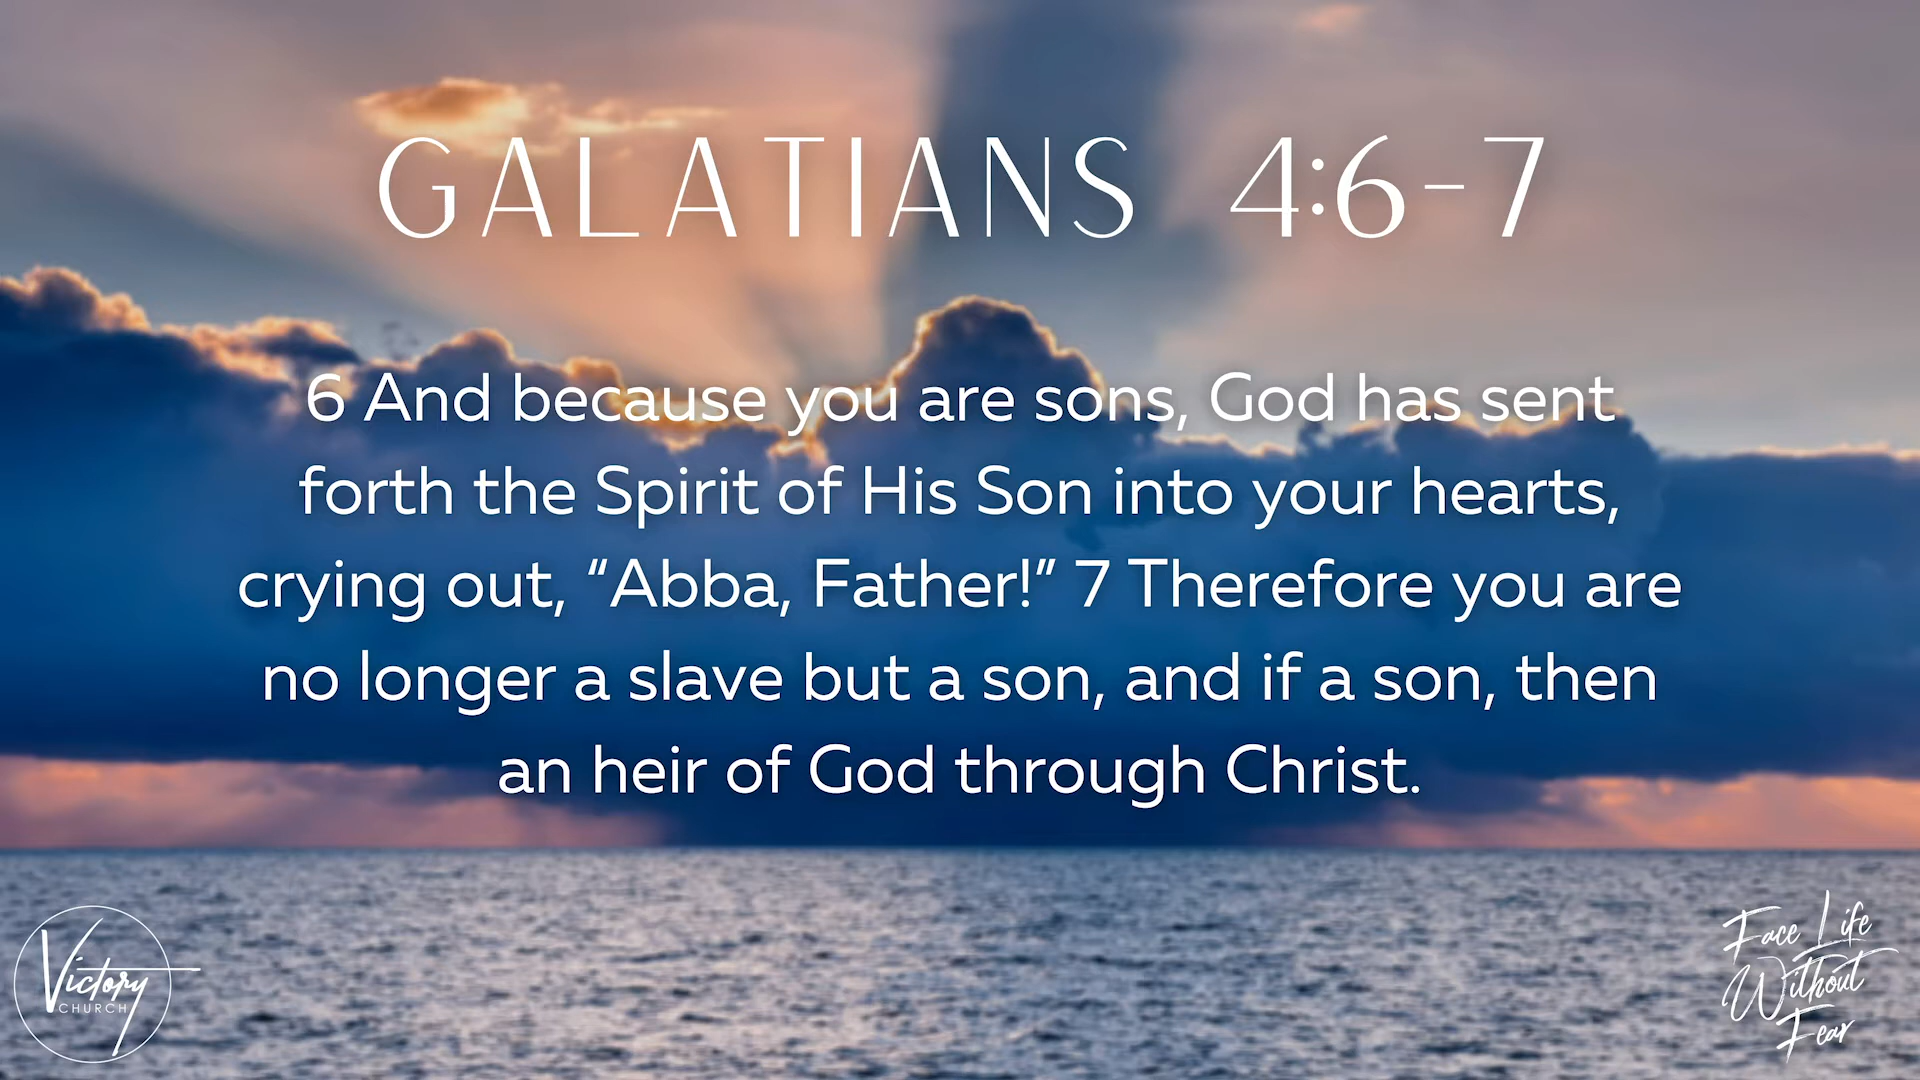 GALATIANS 4:6-7
6 And because you are sons, God has sent
forth the Spirit of His Son into your hearts,
crying out, “Abba, Father!” 7 Therefore you are
no longer a slave but a son, and if a son, then
an heir of God through Christ.
Victory
CHURCH
Face Life
Without
Fear